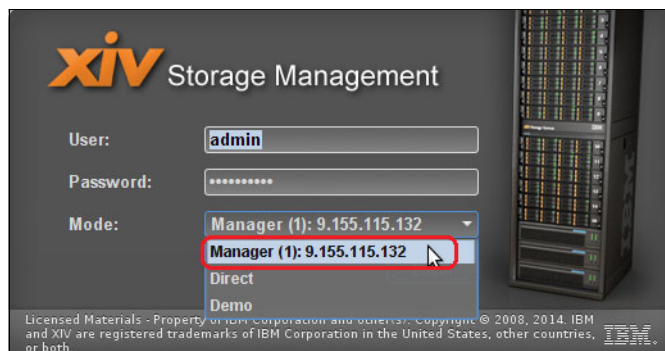 XIV Storage Management
User:
admin
Password:
••••••••••
Mode:
Manager (1): 9.155.115.132
Manager (1): 9.155.115.132
Direct
Demo
Licensed Materials - Property of IBM Corporation and other(s). Copyright © 2008, 2014. IBM
and XIV are registered trademarks of IBM Corporation in the United States, other countries,
or both
IBM.